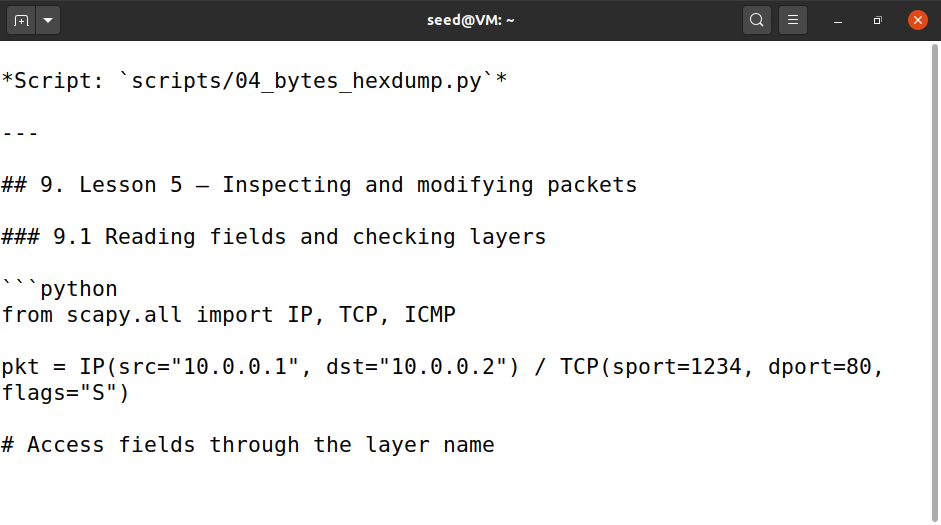 seed@VM: ~
*Script: `scripts/04_bytes_hexdump.py`*
---
## 9. Lesson 5 — Inspecting and modifying packets
### 9.1 Reading fields and checking layers
```python
from scapy.all import IP, TCP, ICMP
pkt = IP(src="10.0.0.1", dst="10.0.0.2") / TCP(sport=1234, dport=80,
flags="S")
# Access fields through the layer name